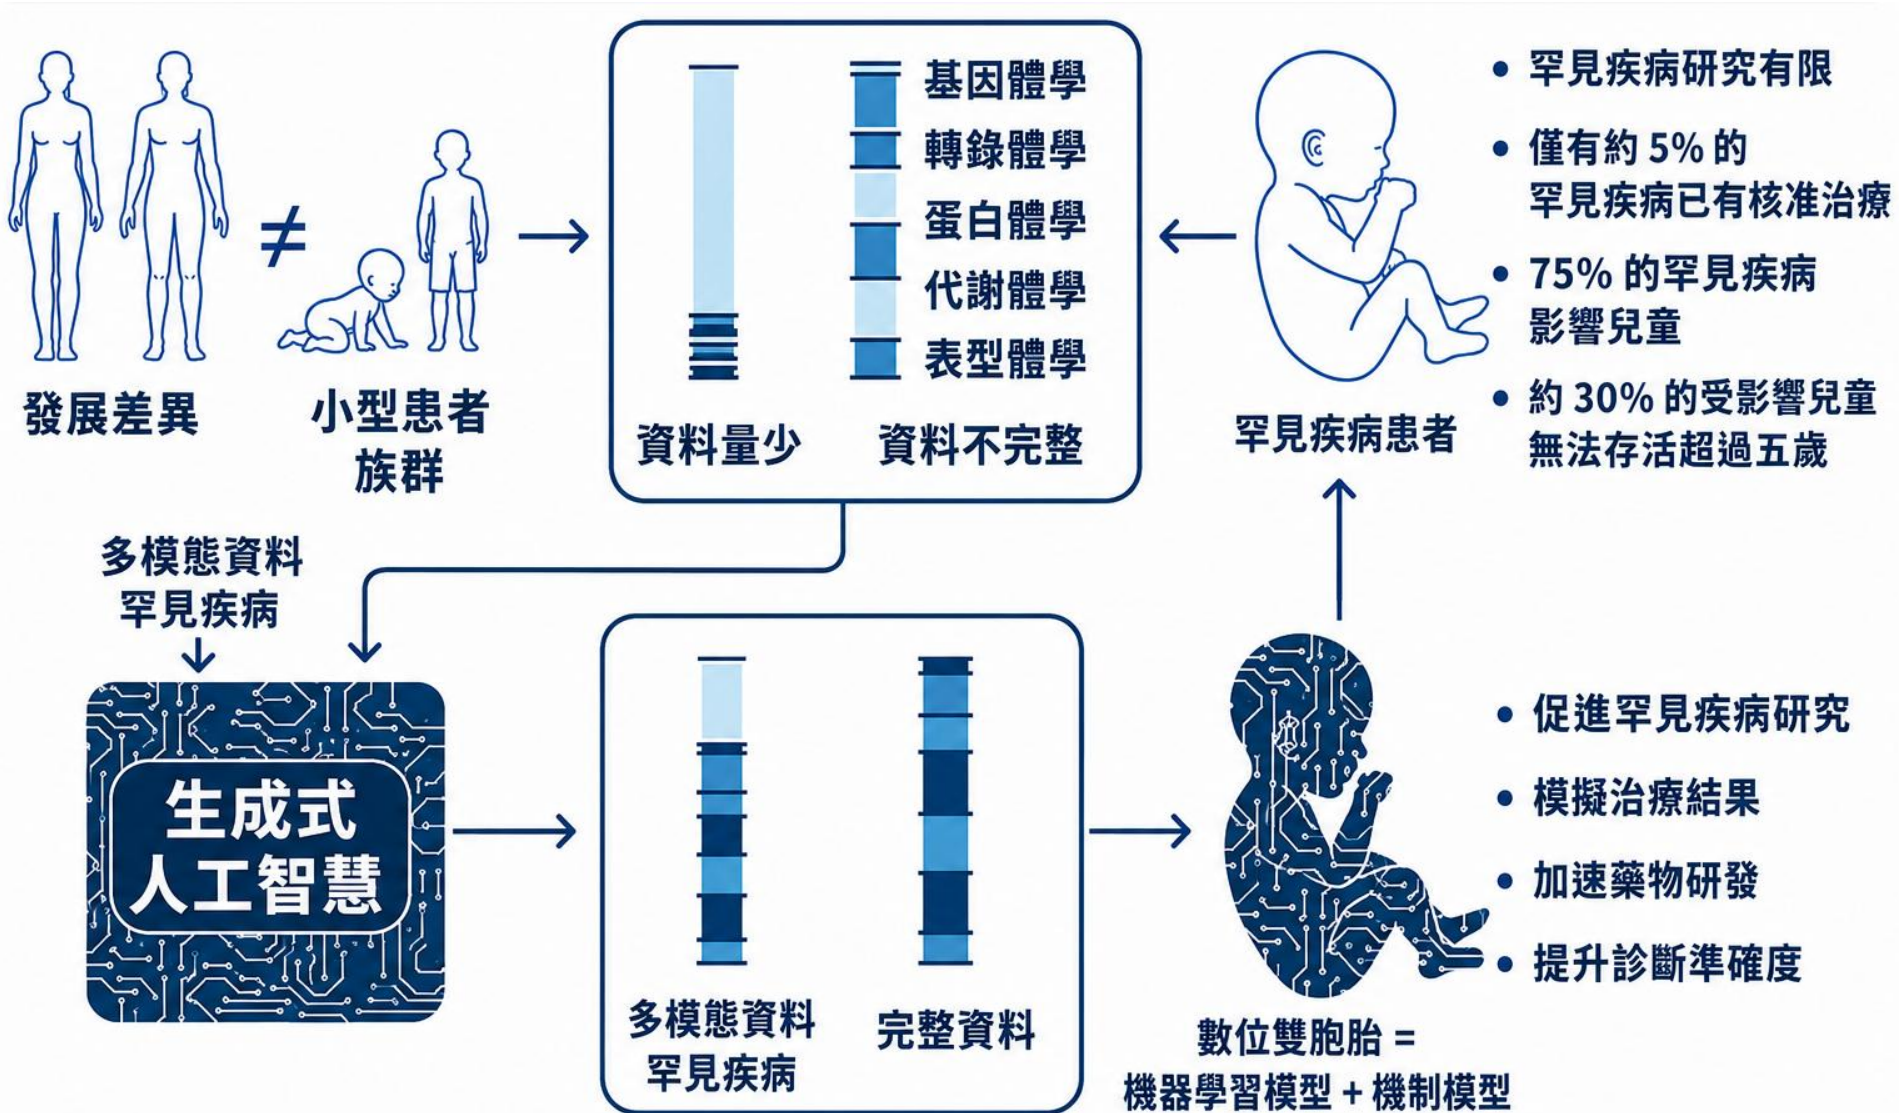 基因體學
轉錄體學
蛋白體學
代謝體學
表型體學
資料量少
資料不完整
≠
發展差異
小型患者
族群
罕見疾病患者
• 罕見疾病研究有限
• 僅有約 5% 的
罕見疾病已有核准治療
• 75% 的罕見疾病
影響兒童
• 約 30% 的受影響兒童
無法存活超過五歲
多模態資料
罕見疾病
生成式
人工智慧
多模態資料
罕見疾病
完整資料
數位雙胞胎 =
機器學習模型 + 機制模型
• 促進罕見疾病研究
• 模擬治療結果
• 加速藥物研發
• 提升診斷準確度